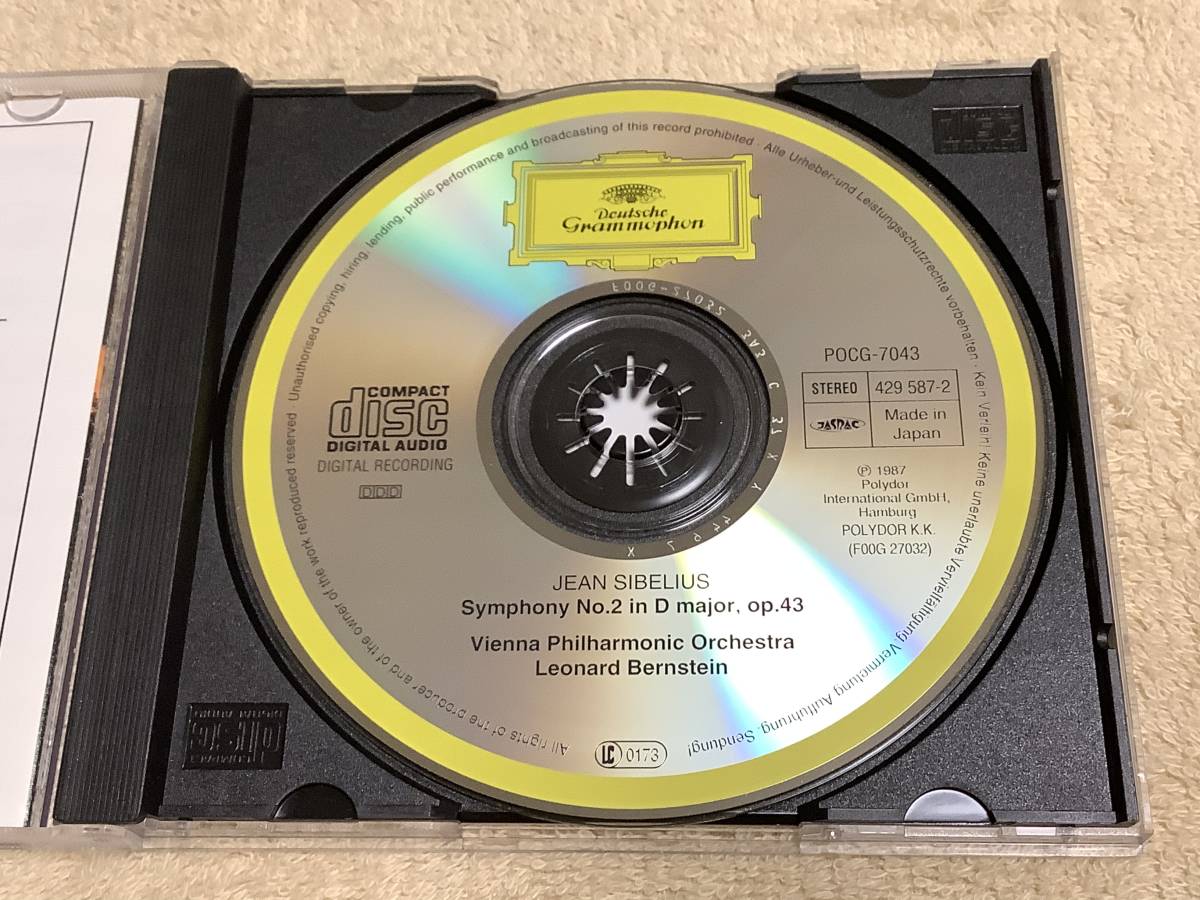 Unauthorised copying, hiring, lending, public performance and broadcasting of this record prohibited · Alle Urheber-und Leistungsschutzrechte vorbehalten · Kein Verleih! Keine unerlaubte Vervielfältigung, Vermietung, Aufführung, Sendung!
All rights of the producer and of the owner of the work reproduced reserved ·
Deutsche
Grammophon
COMPACT
disc
DIGITAL AUDIO
DIGITAL RECORDING
DDD
POCG-7043
STEREO 429 587-2
JASRAC Made in
Japan
Ⓟ 1987
Polydor
International GmbH,
Hamburg
POLYDOR K.K.
(F00G 27032)
JEAN SIBELIUS
Symphony No.2 in D major, op.43
Vienna Philharmonic Orchestra
Leonard Bernstein
LC 0173
COMPACT
disc
DIGITAL AUDIO